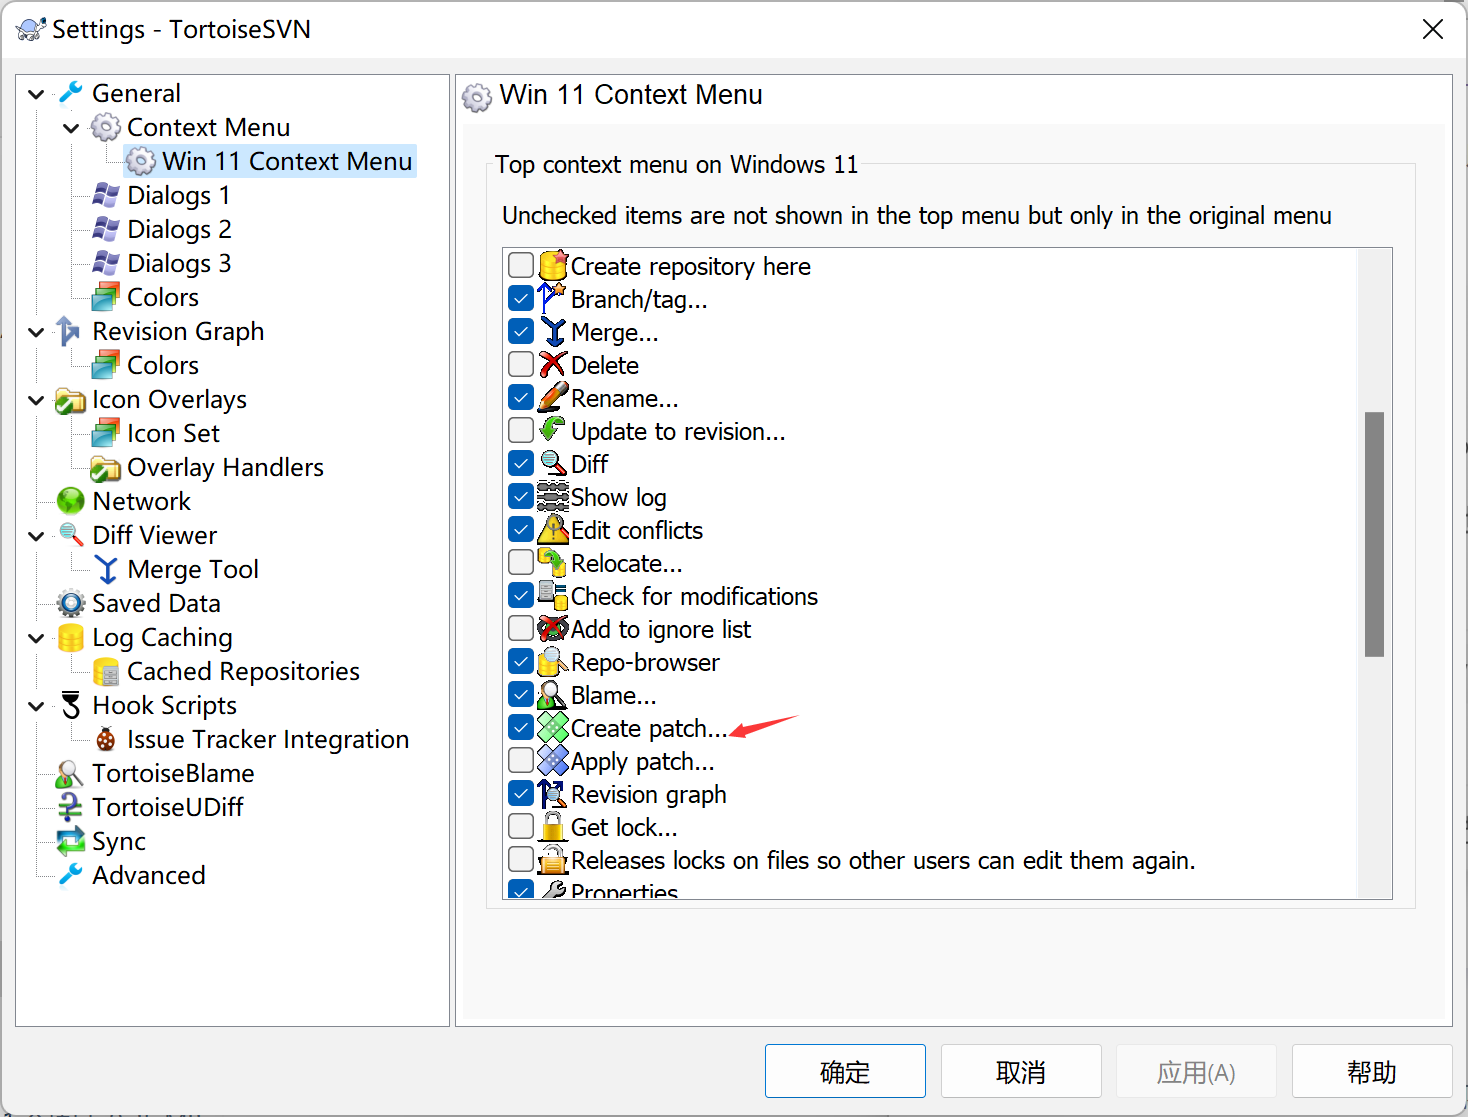 Settings - TortoiseSVN
General
Context Menu
Win 11 Context Menu
Dialogs 1
Dialogs 2
Dialogs 3
Colors
Revision Graph
Colors
Icon Overlays
Icon Set
Overlay Handlers
Network
Diff Viewer
Merge Tool
Saved Data
Log Caching
Cached Repositories
Hook Scripts
Issue Tracker Integration
TortoiseBlame
TortoiseUDiff
Sync
Advanced
Win 11 Context Menu
Top context menu on Windows 11
Unchecked items are not shown in the top menu but only in the original menu
Create repository here
Branch/tag...
Merge...
Delete
Rename...
Update to revision...
Diff
Show log
Edit conflicts
Relocate...
Check for modifications
Add to ignore list
Repo-browser
Blame...
Create patch...
Apply patch...
Revision graph
Get lock...
Releases locks on files so other users can edit them again.
Properties
确定
取消
应用(A)
帮助